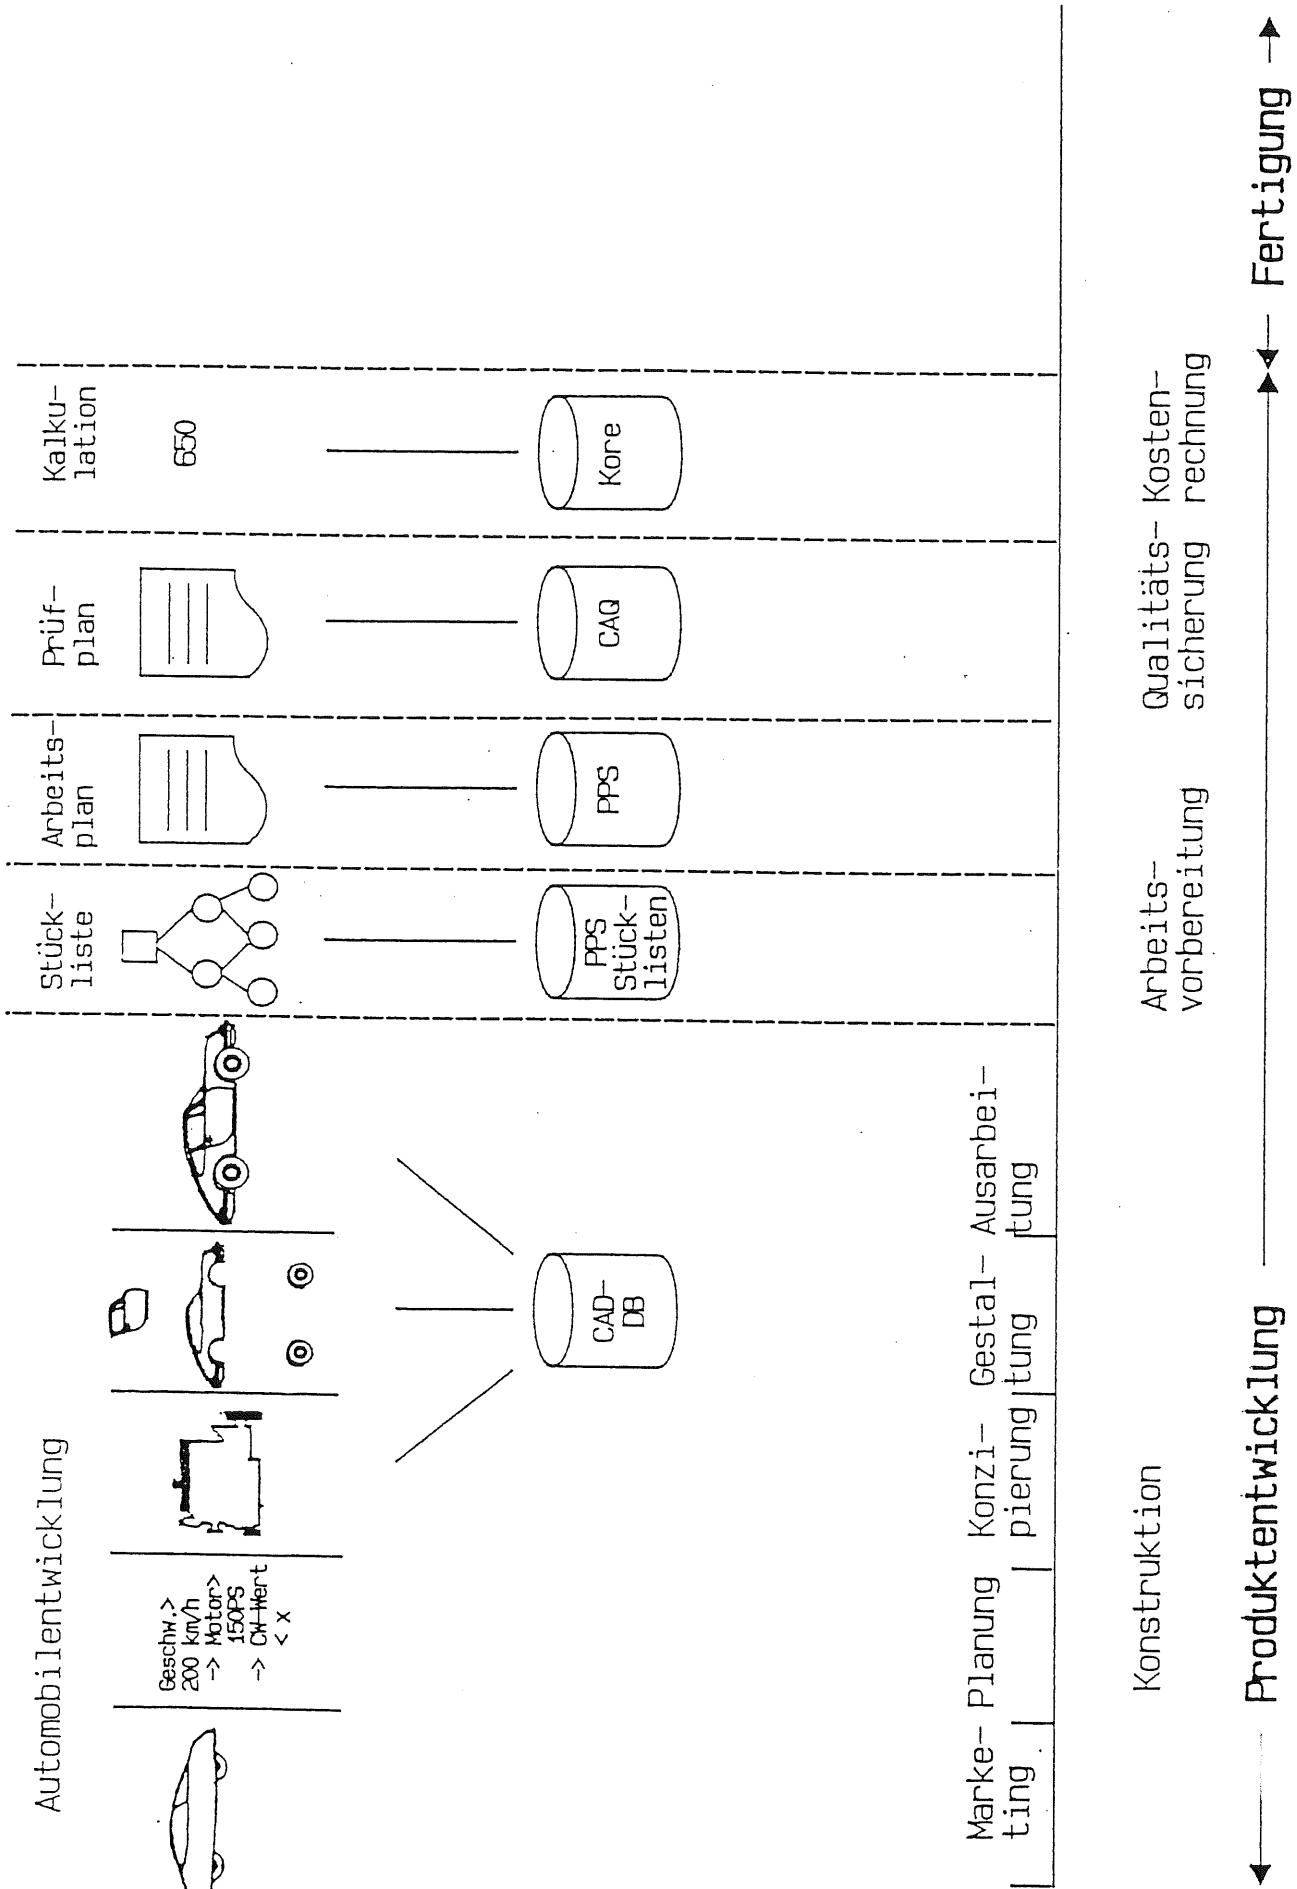 Automobilentwicklung
Stück-
liste
Arbeits-
plan
Prüf-
plan
Kalku-
lation
Geschw.>
200 km/h
-> Motor>
150PS
-> CW-Wert
< X
650
CAD-
DB
PPS
Stück-
listen
PPS
CAQ
Kore
Marke-
ting
Planung
Konzi-
pierung
Gestal-
tung
Ausarbei-
tung
Konstruktion
Arbeits-
vorbereitung
Qualitäts-
sicherung
Kosten-
rechnung
Produktentwicklung
Fertigung